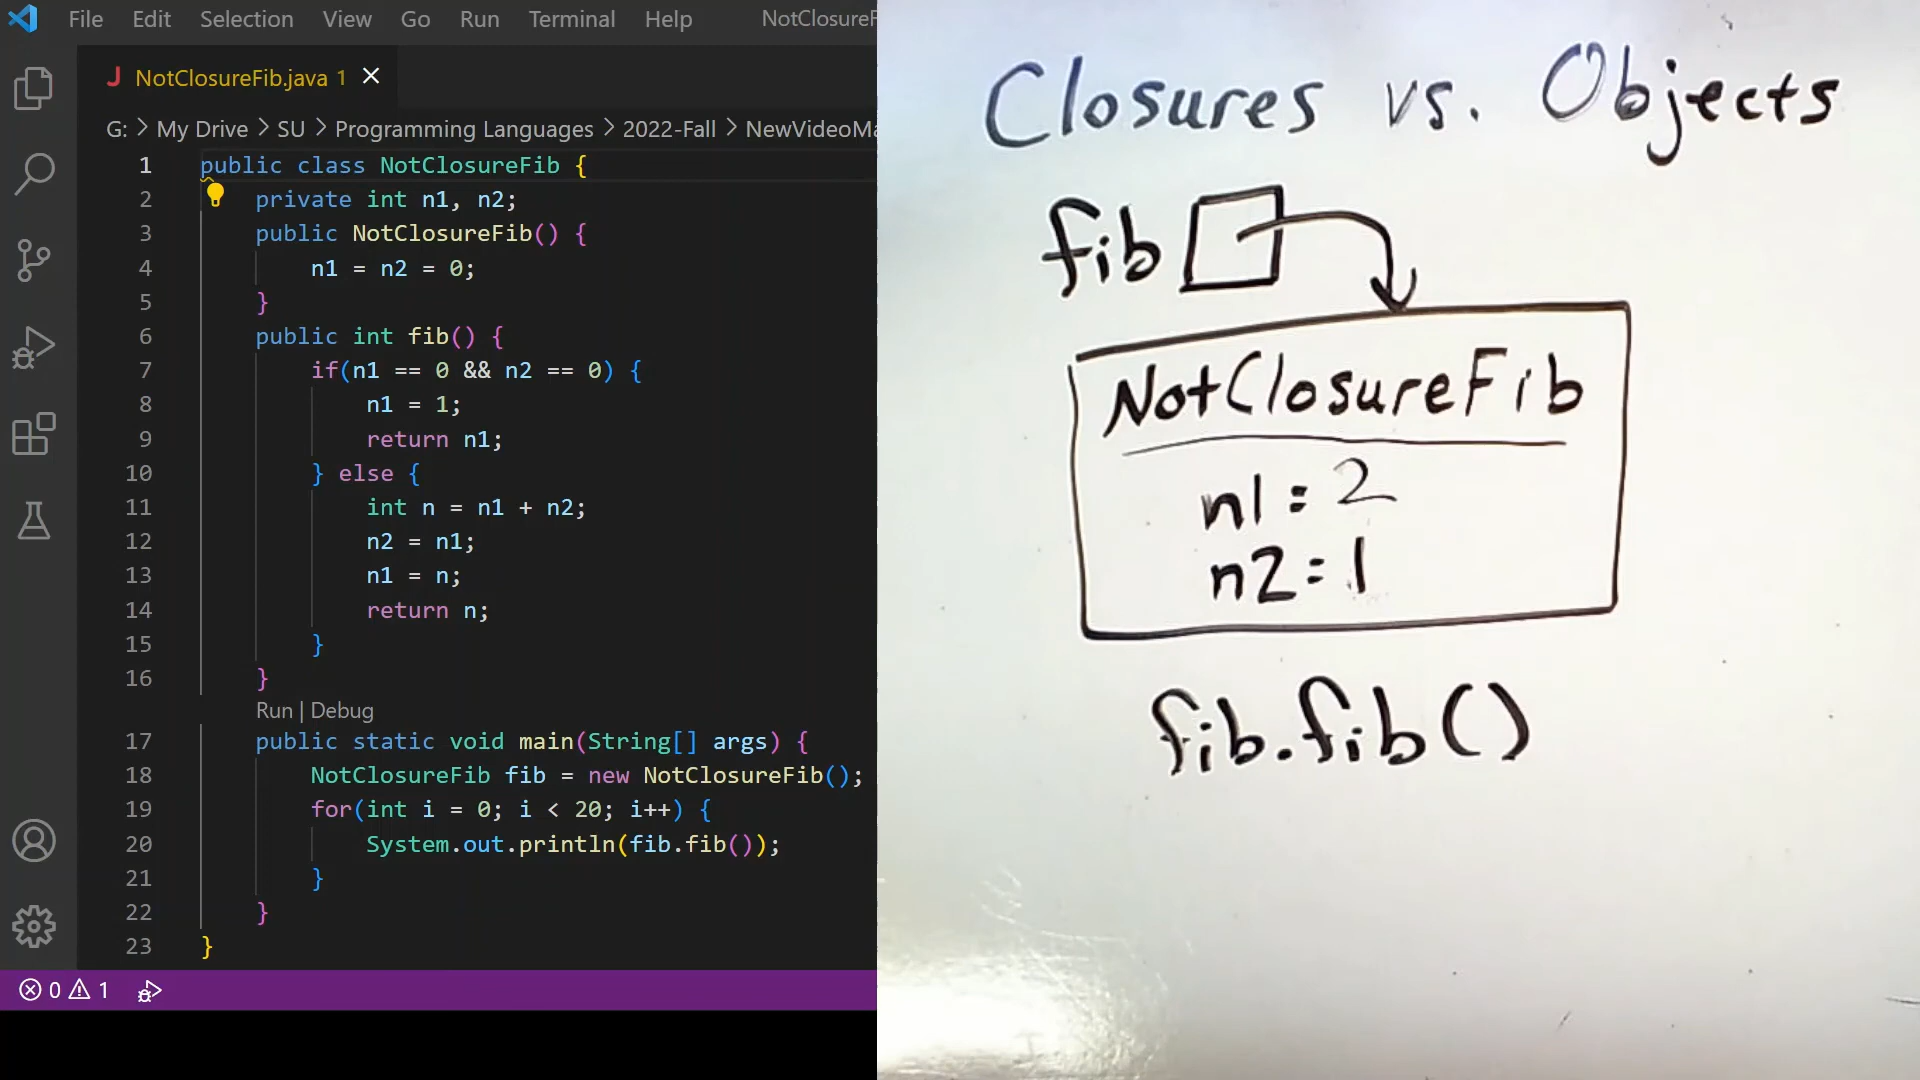 File Edit Selection View Go Run Terminal Help NotClosureF
J NotClosureFib.java 1
G: > My Drive > SU > Programming Languages > 2022-Fall > NewVideoMa
1 public class NotClosureFib {
2 private int n1, n2;
3 public NotClosureFib() {
4 n1 = n2 = 0;
5 }
6 public int fib() {
7 if(n1 == 0 && n2 == 0) {
8 n1 = 1;
9 return n1;
10 } else {
11 int n = n1 + n2;
12 n2 = n1;
13 n1 = n;
14 return n;
15 }
16 }
Run | Debug
17 public static void main(String[] args) {
18 NotClosureFib fib = new NotClosureFib();
19 for(int i = 0; i < 20; i++) {
20 System.out.println(fib.fib());
21 }
22 }
23 }
0 1
Closures vs. Objects
fib
NotClosureFib
n1 = 2
n2 = 1
fib.fib()